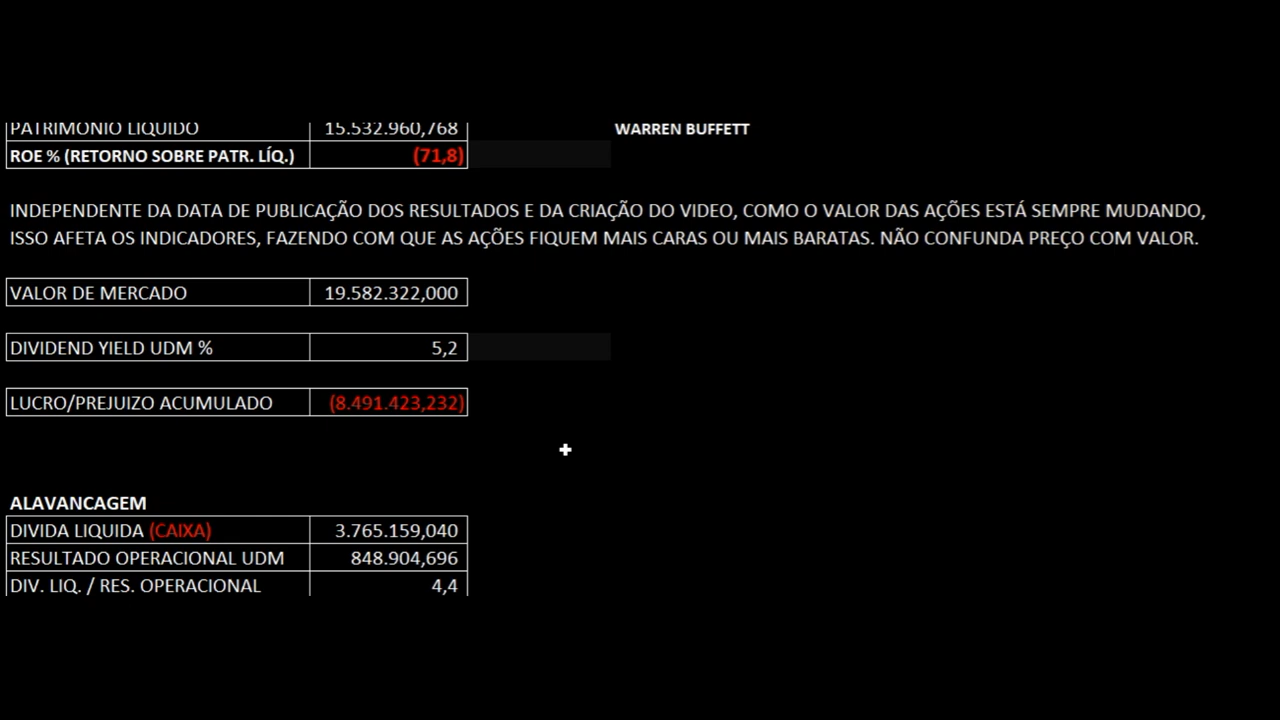 PATRIMONIO LIQUIDO 15.532.960,768 WARREN BUFFETT
ROE % (RETORNO SOBRE PATR. LÍQ.) (71,8)
INDEPENDENTE DA DATA DE PUBLICAÇÃO DOS RESULTADOS E DA CRIAÇÃO DO VIDEO, COMO O VALOR DAS AÇÕES ESTÁ SEMPRE MUDANDO,
ISSO AFETA OS INDICADORES, FAZENDO COM QUE AS AÇÕES FIQUEM MAIS CARAS OU MAIS BARATAS. NÃO CONFUNDA PREÇO COM VALOR.
VALOR DE MERCADO 19.582.322,000
DIVIDEND YIELD UDM % 5,2
LUCRO/PREJUIZO ACUMULADO (8.491.423,232)
ALAVANCAGEM
DIVIDA LIQUIDA (CAIXA) 3.765.159,040
RESULTADO OPERACIONAL UDM 848.904,696
DIV. LIQ. / RES. OPERACIONAL 4,4